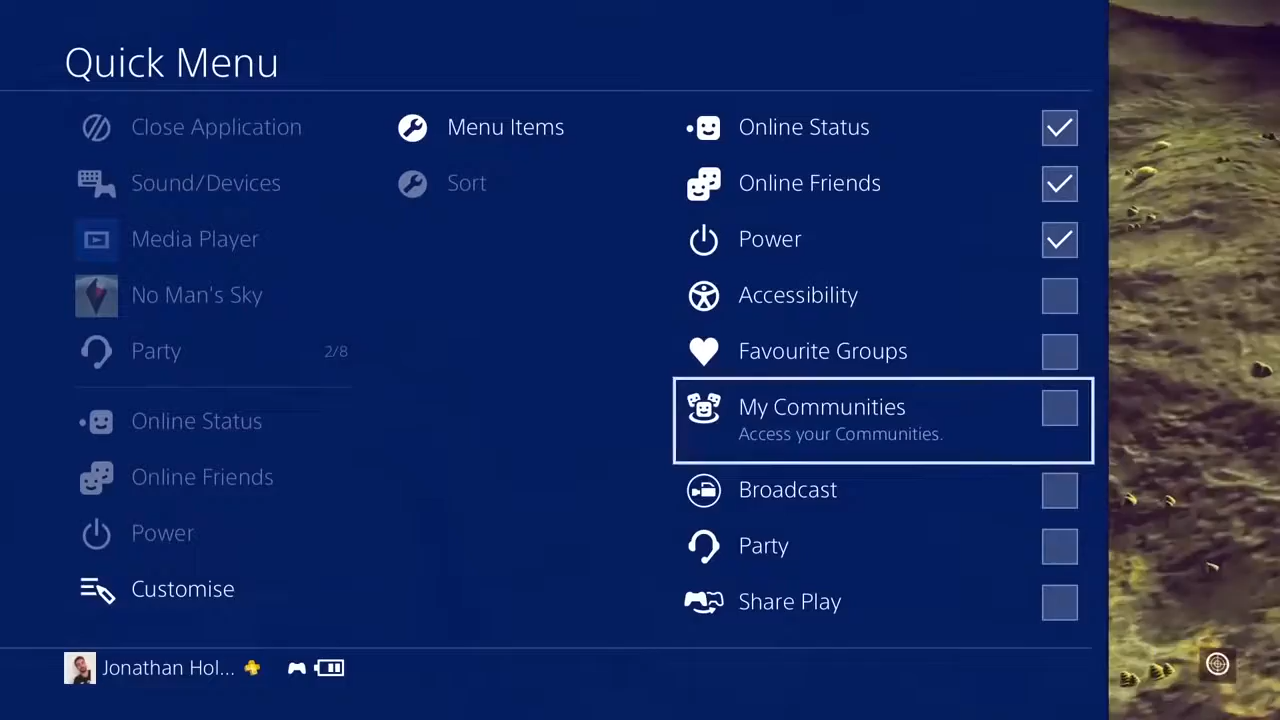 Quick Menu
Close Application
Sound/Devices
Media Player
No Man's Sky
Party 2/8
Online Status
Online Friends
Power
Customise
Menu Items
Sort
Online Status
Online Friends
Power
Accessibility
Favourite Groups
My Communities
Access your Communities.
Broadcast
Party
Share Play
Jonathan Hol...